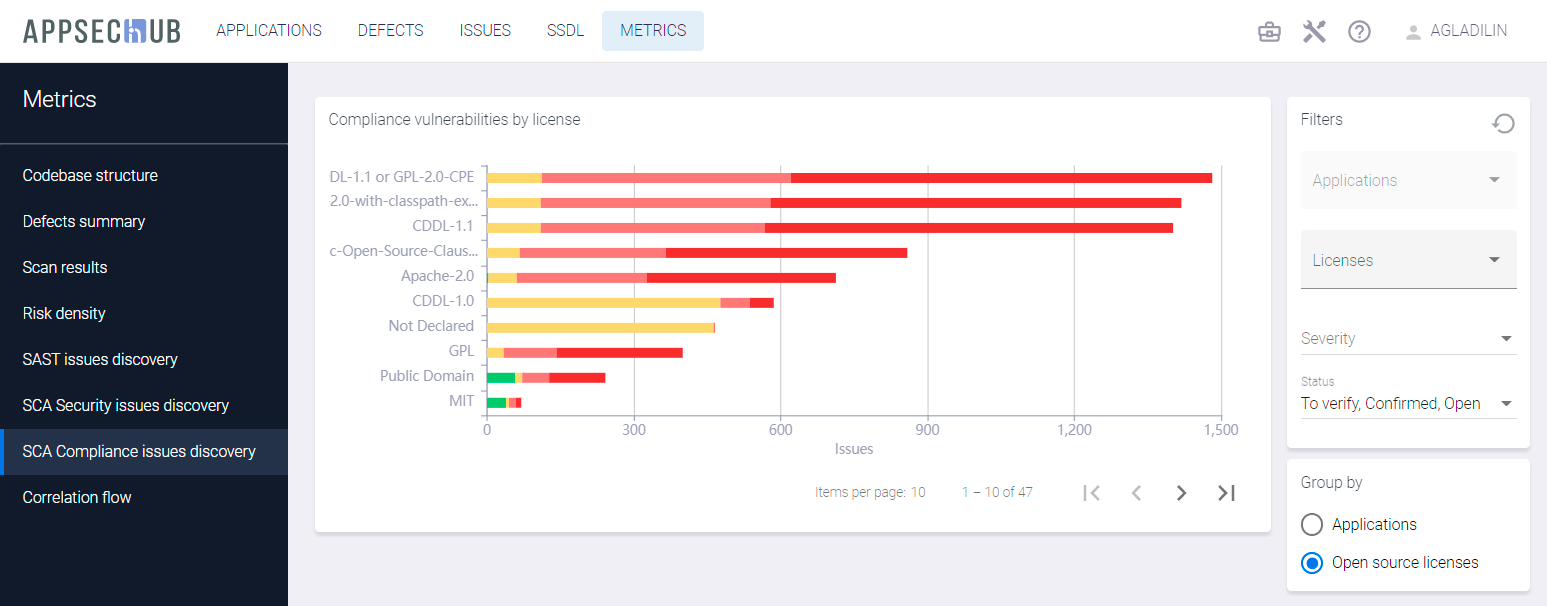 APPSECHUB
APPLICATIONS DEFECTS ISSUES SSDL METRICS
AGLADILIN
Metrics
Codebase structure
Defects summary
Scan results
Risk density
SAST issues discovery
SCA Security issues discovery
SCA Compliance issues discovery
Correlation flow
Compliance vulnerabilities by license
DL-1.1 or GPL-2.0-CPE
2.0-with-classpath-ex...
CDDL-1.1
c-Open-Source-Claus...
Apache-2.0
CDDL-1.0
Not Declared
GPL
Public Domain
MIT
0 300 600 900 1,200 1,500
Issues
Items per page: 10 1 – 10 of 47
Filters
Applications
Licenses
Severity
Status
To verify, Confirmed, Open
Group by
Applications
Open source licenses